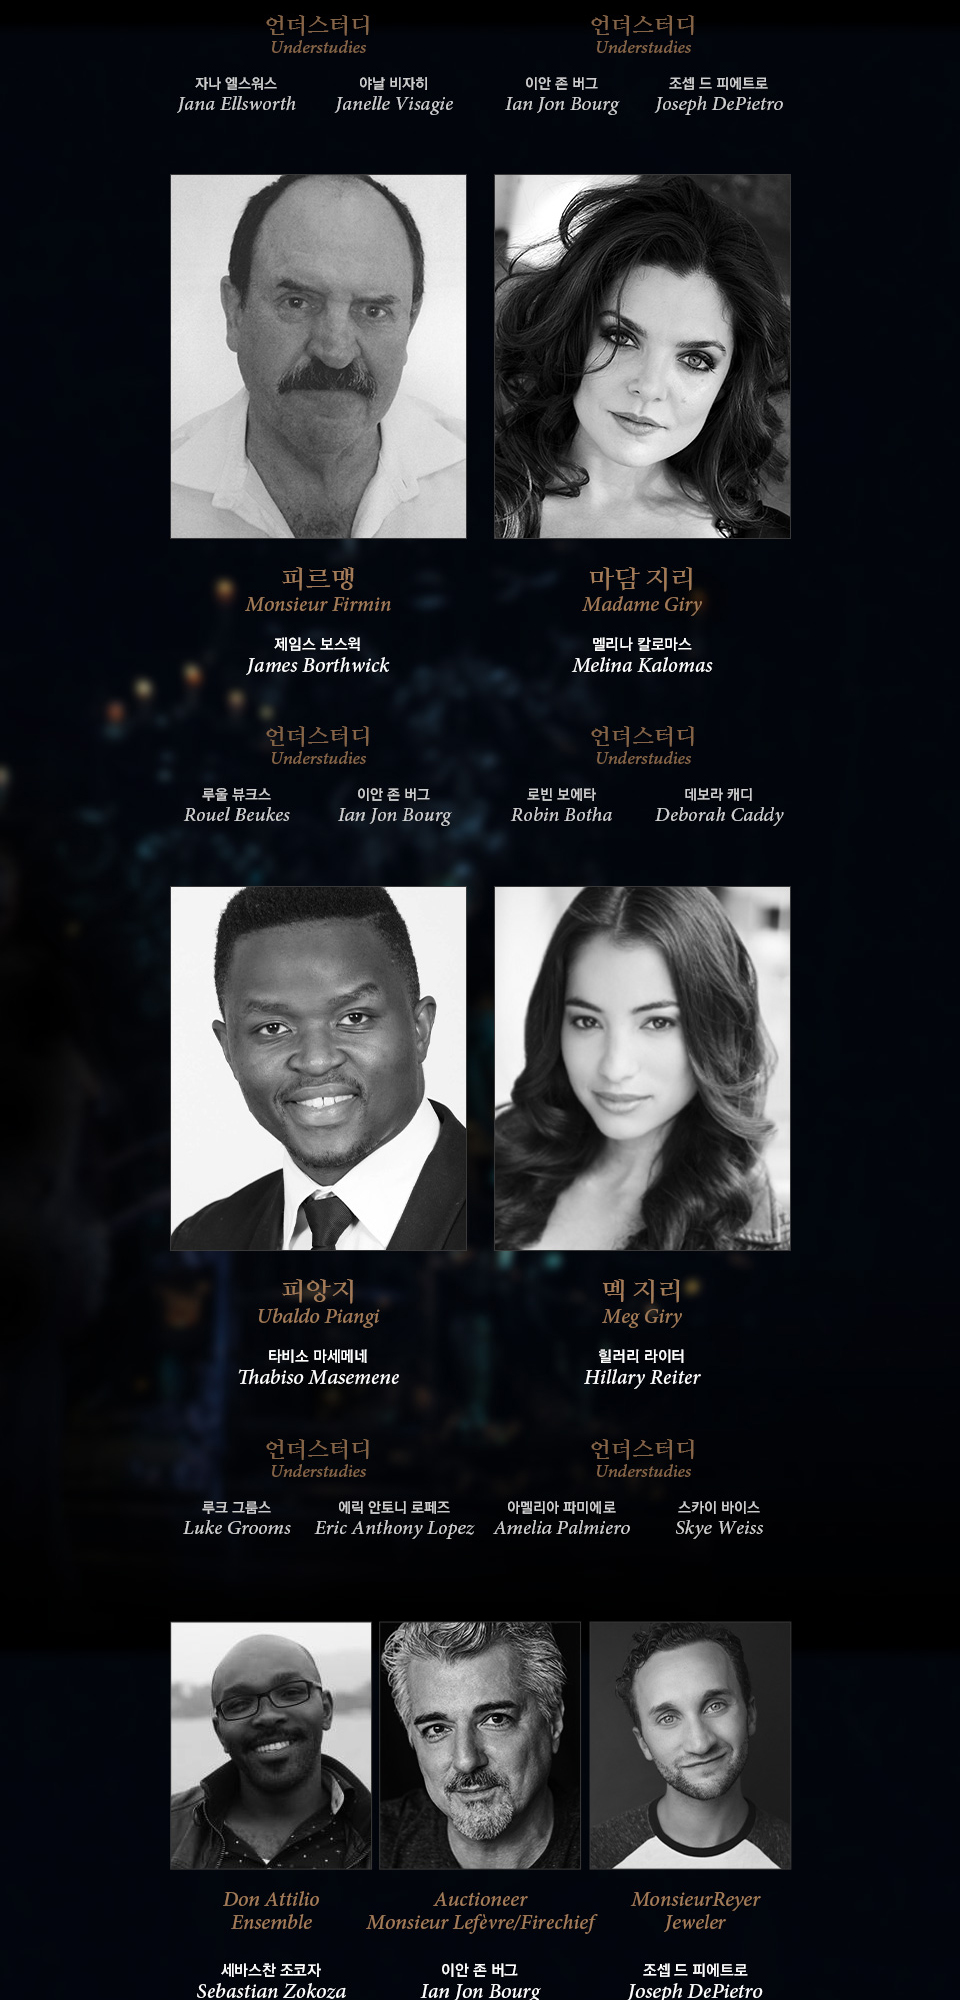 언더스터디
Understudies
자나 엘스워스
Jana Ellsworth
야날 비자히
Janelle Visagie
언더스터디
Understudies
이안 존 버그
Ian Jon Bourg
조셉 드 피에트로
Joseph DePietro
피르맹
Monsieur Firmin
제임스 보스윅
James Borthwick
마담 지리
Madame Giry
멜리나 칼로마스
Melina Kalomas
언더스터디
Understudies
루울 뷰크스
Rouel Beukes
이안 존 버그
Ian Jon Bourg
언더스터디
Understudies
로빈 보에타
Robin Botha
데보라 캐디
Deborah Caddy
피앙지
Ubaldo Piangi
타비소 마세메네
Thabiso Masemene
멕 지리
Meg Giry
힐러리 라이터
Hillary Reiter
언더스터디
Understudies
루크 그룸스
Luke Grooms
에릭 안토니 로페즈
Eric Anthony Lopez
언더스터디
Understudies
아멜리아 파미에로
Amelia Palmiero
스카이 바이스
Skye Weiss
Don Attilio
Ensemble
세바스찬 조코자
Sebastian Zokoza
Auctioneer
Monsieur Lefèvre/Firechief
이안 존 버그
Ian Jon Bourg
MonsieurReyer
Jeweler
조셉 드 피에트로
Joseph DePietro